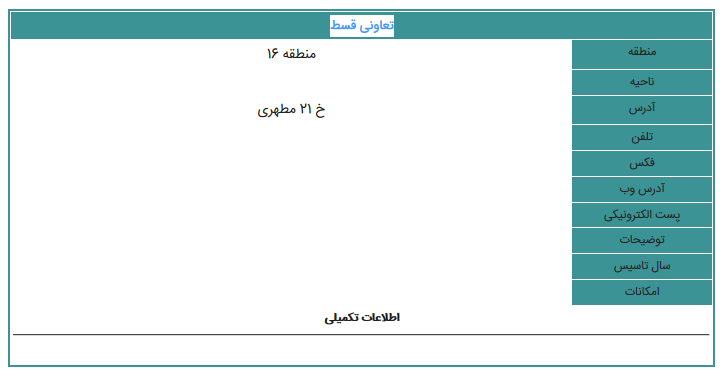 تعاونی قسط
منطقه منطقه ۱۶
ناحیه
آدرس خ ۲۱ مطهری
تلفن
فکس
آدرس وب
پست الکترونیکی
توضیحات
سال تاسیس
امکانات
اطلاعات تکمیلی